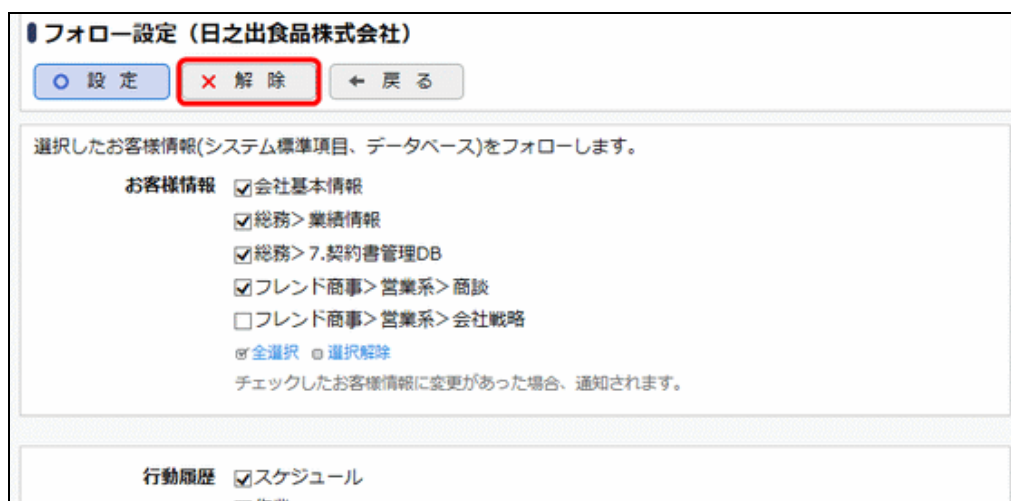 フォロー設定（日之出食品株式会社）
設 定 解 除 戻 る
選択したお客様情報(システム標準項目、データベース)をフォローします。
お客様情報 会社基本情報
総務＞業績情報
総務＞7.契約書管理DB
フレンド商事＞営業系＞商談
フレンド商事＞営業系＞会社戦略
全選択 選択解除
チェックしたお客様情報に変更があった場合、通知されます。
行動履歴 スケジュール